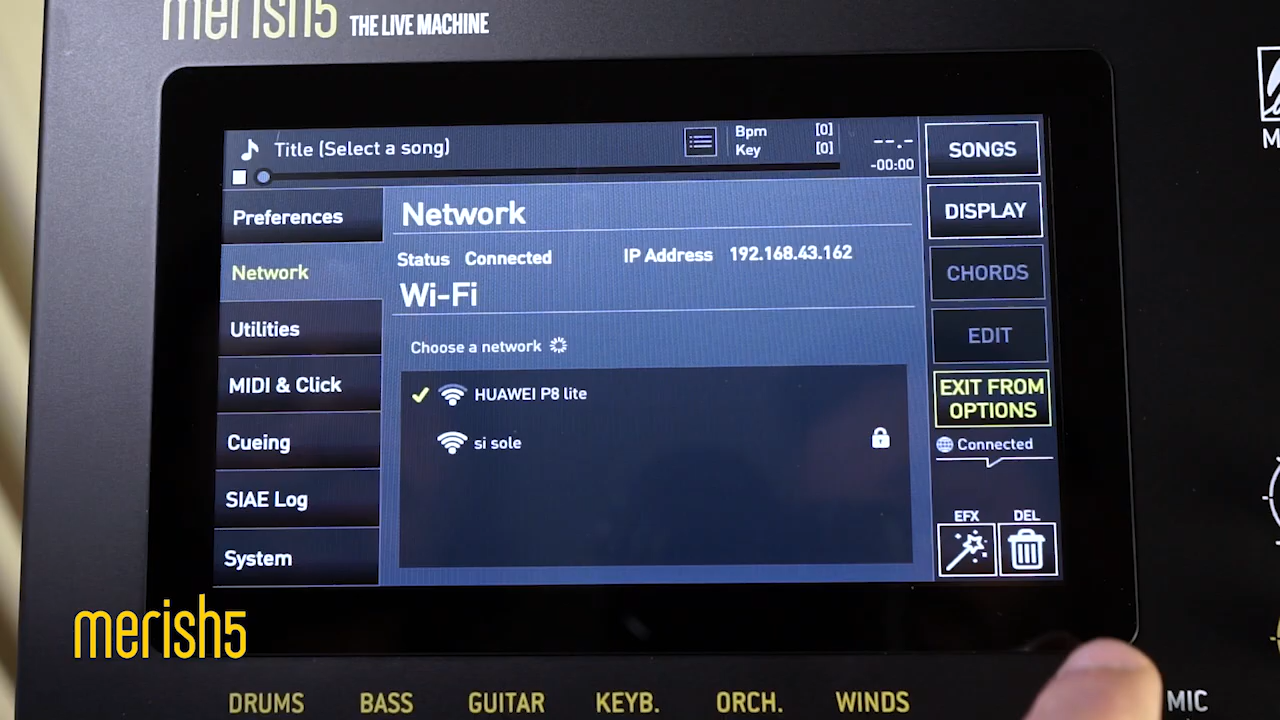 merish5 THE LIVE MACHINE
Title (Select a song)
Bpm [0]
Key [0]
--.-
-00:00
SONGS
DISPLAY
CHORDS
EDIT
EXIT FROM
OPTIONS
Connected
EFX DEL
Preferences
Network
Utilities
MIDI & Click
Cueing
SIAE Log
System
Network
Status Connected IP Address 192.168.43.162
Wi-Fi
Choose a network
HUAWEI P8 lite
si sole
merish5
DRUMS BASS GUITAR KEYB. ORCH. WINDS MIC